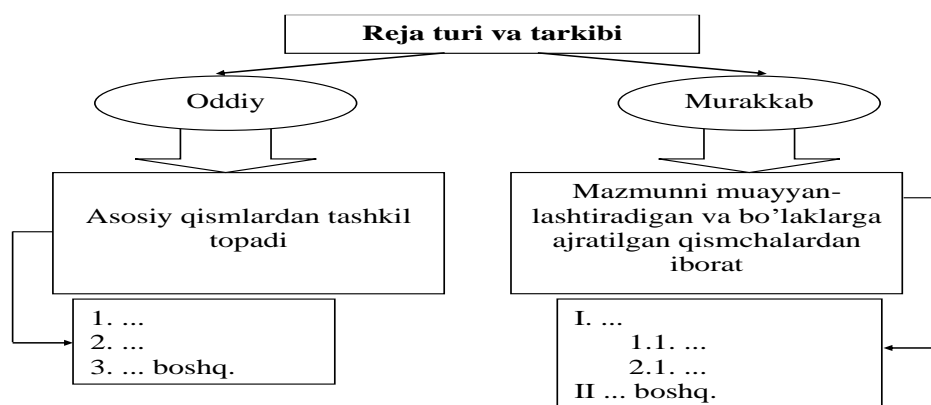 Reja turi va tarkibi
Oddiy
Murakkab
Asosiy qismlardan tashkil
topadi
Mazmunni muayyan-
lashtiradigan va bo’laklarga
ajratilgan qismchalardan
iborat
1. ...
2. ...
3. ... boshq.
I. ...
1.1. ...
2.1. ...
II ... boshq.